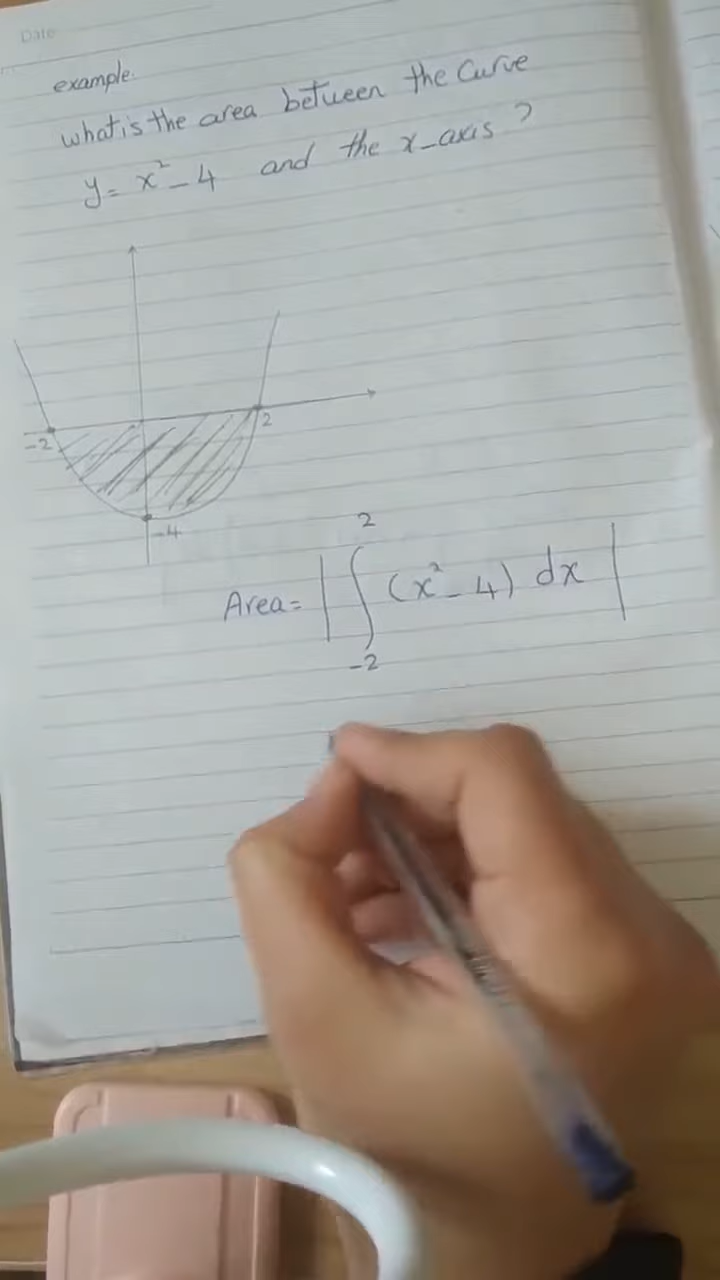 Date
example.
what is the area between the curve
y = x² - 4 and the x-axis ?
-2
2
-4
2
Area = | ∫ (x² - 4) dx |
-2